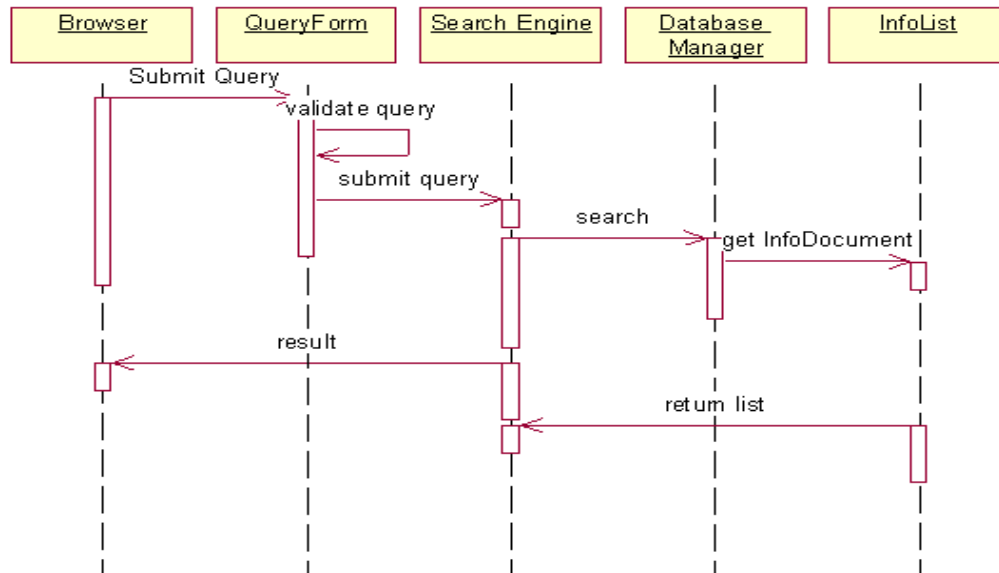 Browser
QueryForm
Search Engine
Database
Manager
InfoList
Submit Query
validate query
submit query
search
get InfoDocument
result
return list